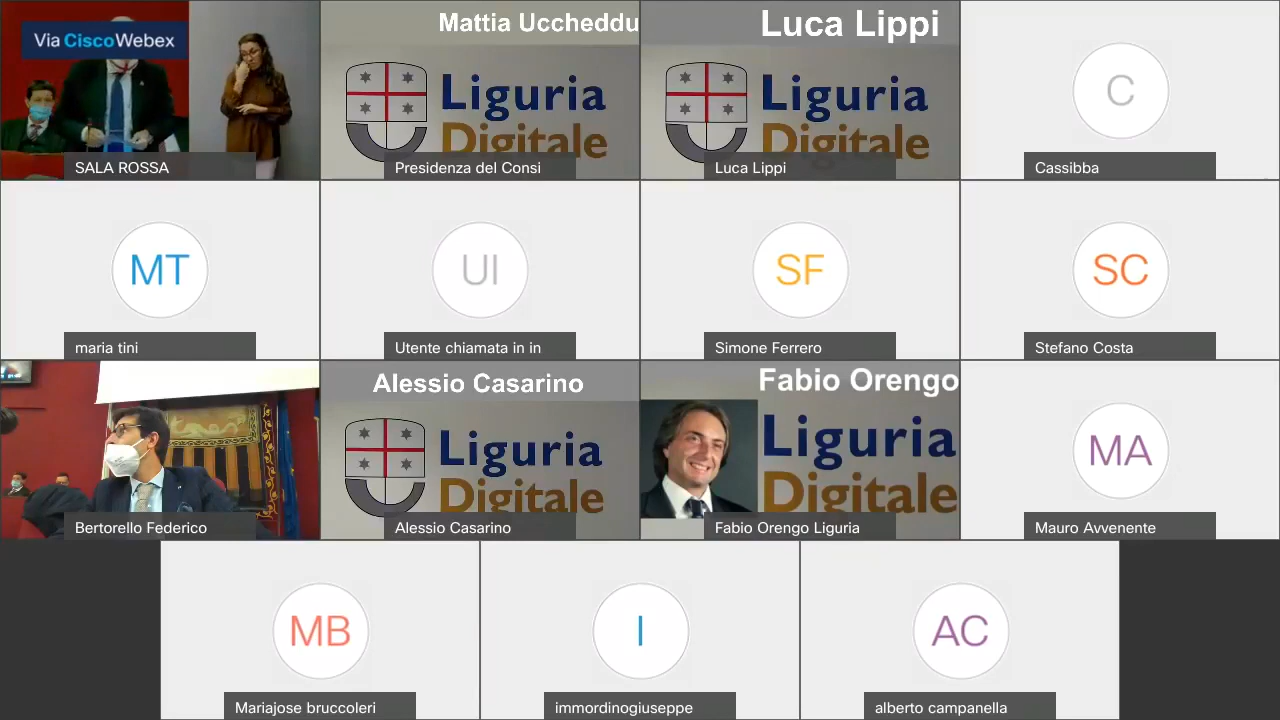 Via Cisco Webex
SALA ROSSA
Mattia Uccheddu
Liguria
Digitale
Presidenza del Consi
Luca Lippi
Liguria
Digitale
Luca Lippi
C
Cassibba
MT
maria tini
UI
Utente chiamata in in
SF
Simone Ferrero
SC
Stefano Costa
Bertorello Federico
Alessio Casarino
Liguria
Digitale
Alessio Casarino
Fabio Orengo
Liguria
Digitale
Fabio Orengo Liguria
MA
Mauro Avvenente
MB
Mariajose bruccoleri
I
immordinogiuseppe
AC
alberto campanella